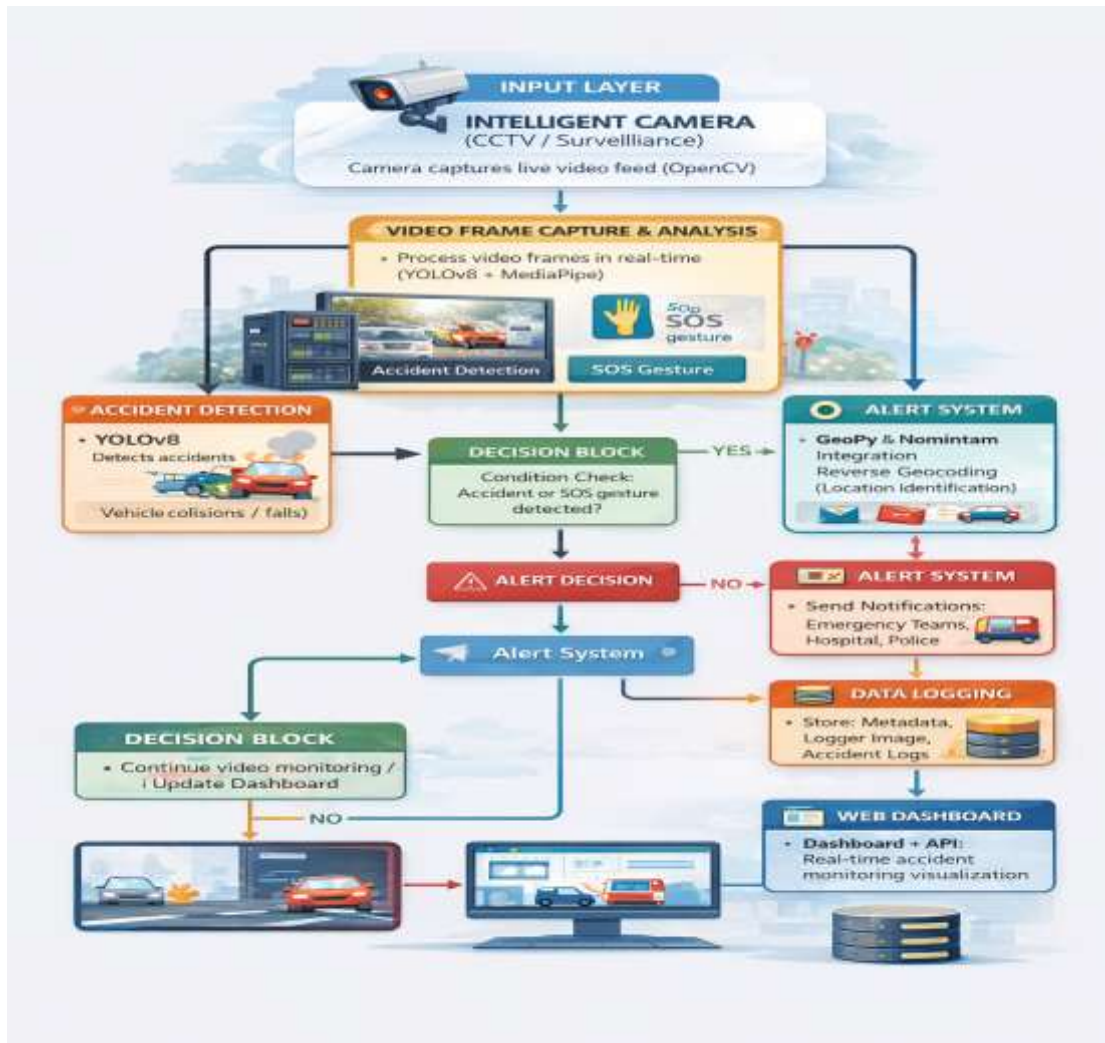 INPUT LAYER
INTELLIGENT CAMERA
(CCTV / Survellliance)
Camera captures live video feed (OpenCV)
VIDEO FRAME CAPTURE & ANALYSIS
• Process video frames in real-time
(YOLOv8 + MediaPipe)
SOS
gesture
Accident Detection
SOS Gesture
ACCIDENT DETECTION
• YOLOv8
Detects accidents
Vehicle colisions / falls)
DECISION BLOCK
Condition Check:
Accident or SOS gesture
detected?
YES
ALERT SYSTEM
• GeoPy & Nomintam
Integration
Reverse Geocoding
(Location Identification)
ALERT DECISION
NO
ALERT SYSTEM
• Send Notifications:
Emergency Teams,
Hospital, Police
Alert System
DATA LOGGING
• Store: Metadata,
Logger Image,
Accident Logs
DECISION BLOCK
• Continue video monitoring /
i Update Dashboard
NO
WEB DASHBOARD
• Dashboard + API:
Real-time accident
monitoring visualization